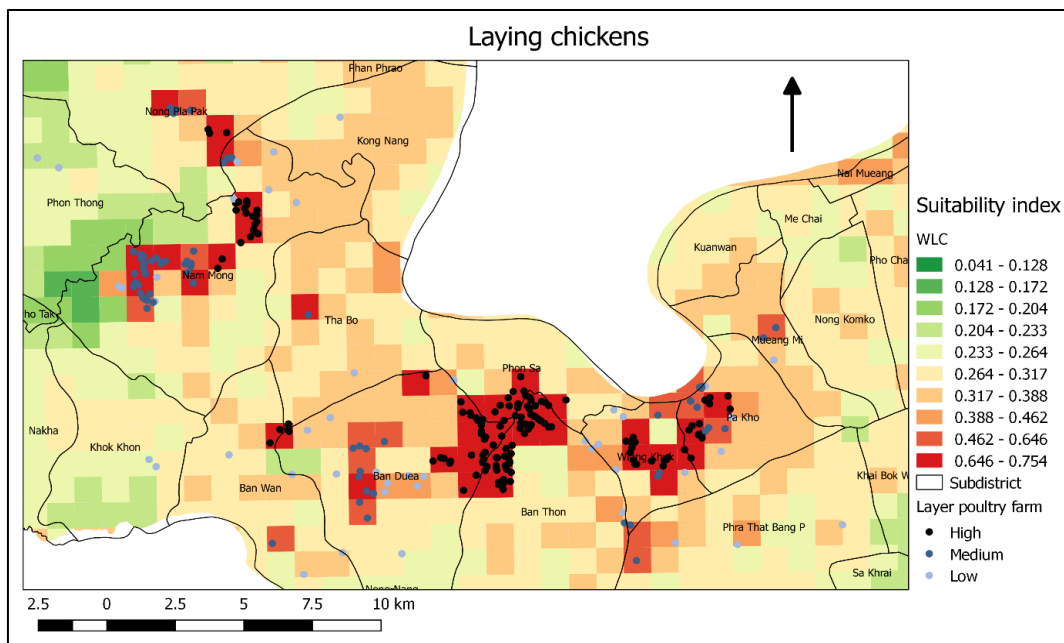 Laying chickens
Phan Phrao
Nong Pla Pak
Kong Nang
Nai Mueang
Phon Thong
Me Chai
Kuanwan
Pho Cha
Nam Mong
ho Tak
Tha Bo
Nong Komko
Mueang Mi
Phon Sa
Pa Kho
Nakha
Khok Khon
Wiang Khuk
Ban Duea
Khai Bok W
Ban Wan
Ban Thon
Phra That Bang P
Sa Khrai
Nong Nang
Suitability index
WLC
0.041 - 0.128
0.128 - 0.172
0.172 - 0.204
0.204 - 0.233
0.233 - 0.264
0.264 - 0.317
0.317 - 0.388
0.388 - 0.462
0.462 - 0.646
0.646 - 0.754
Subdistrict
Layer poultry farm
High
Medium
Low
2.5 0 2.5 5 7.5 10 km